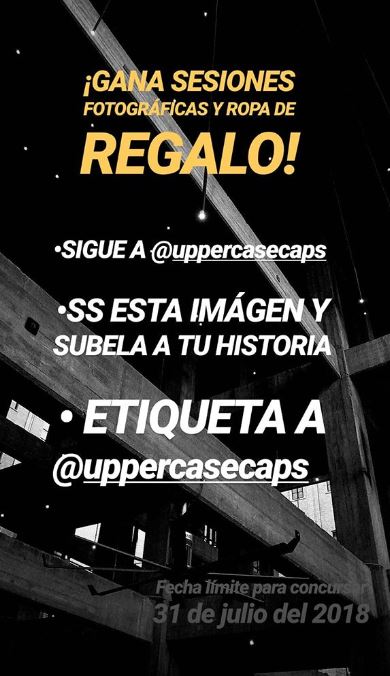 ¡GANA SESIONES
FOTOGRÁFICAS Y ROPA DE
REGALO!
•SIGUE A @uppercasecaps
•SS ESTA IMÁGEN Y
SUBELA A TU HISTORIA
• ETIQUETA A
@uppercasecaps
Fecha límite para concursar
31 de julio del 2018